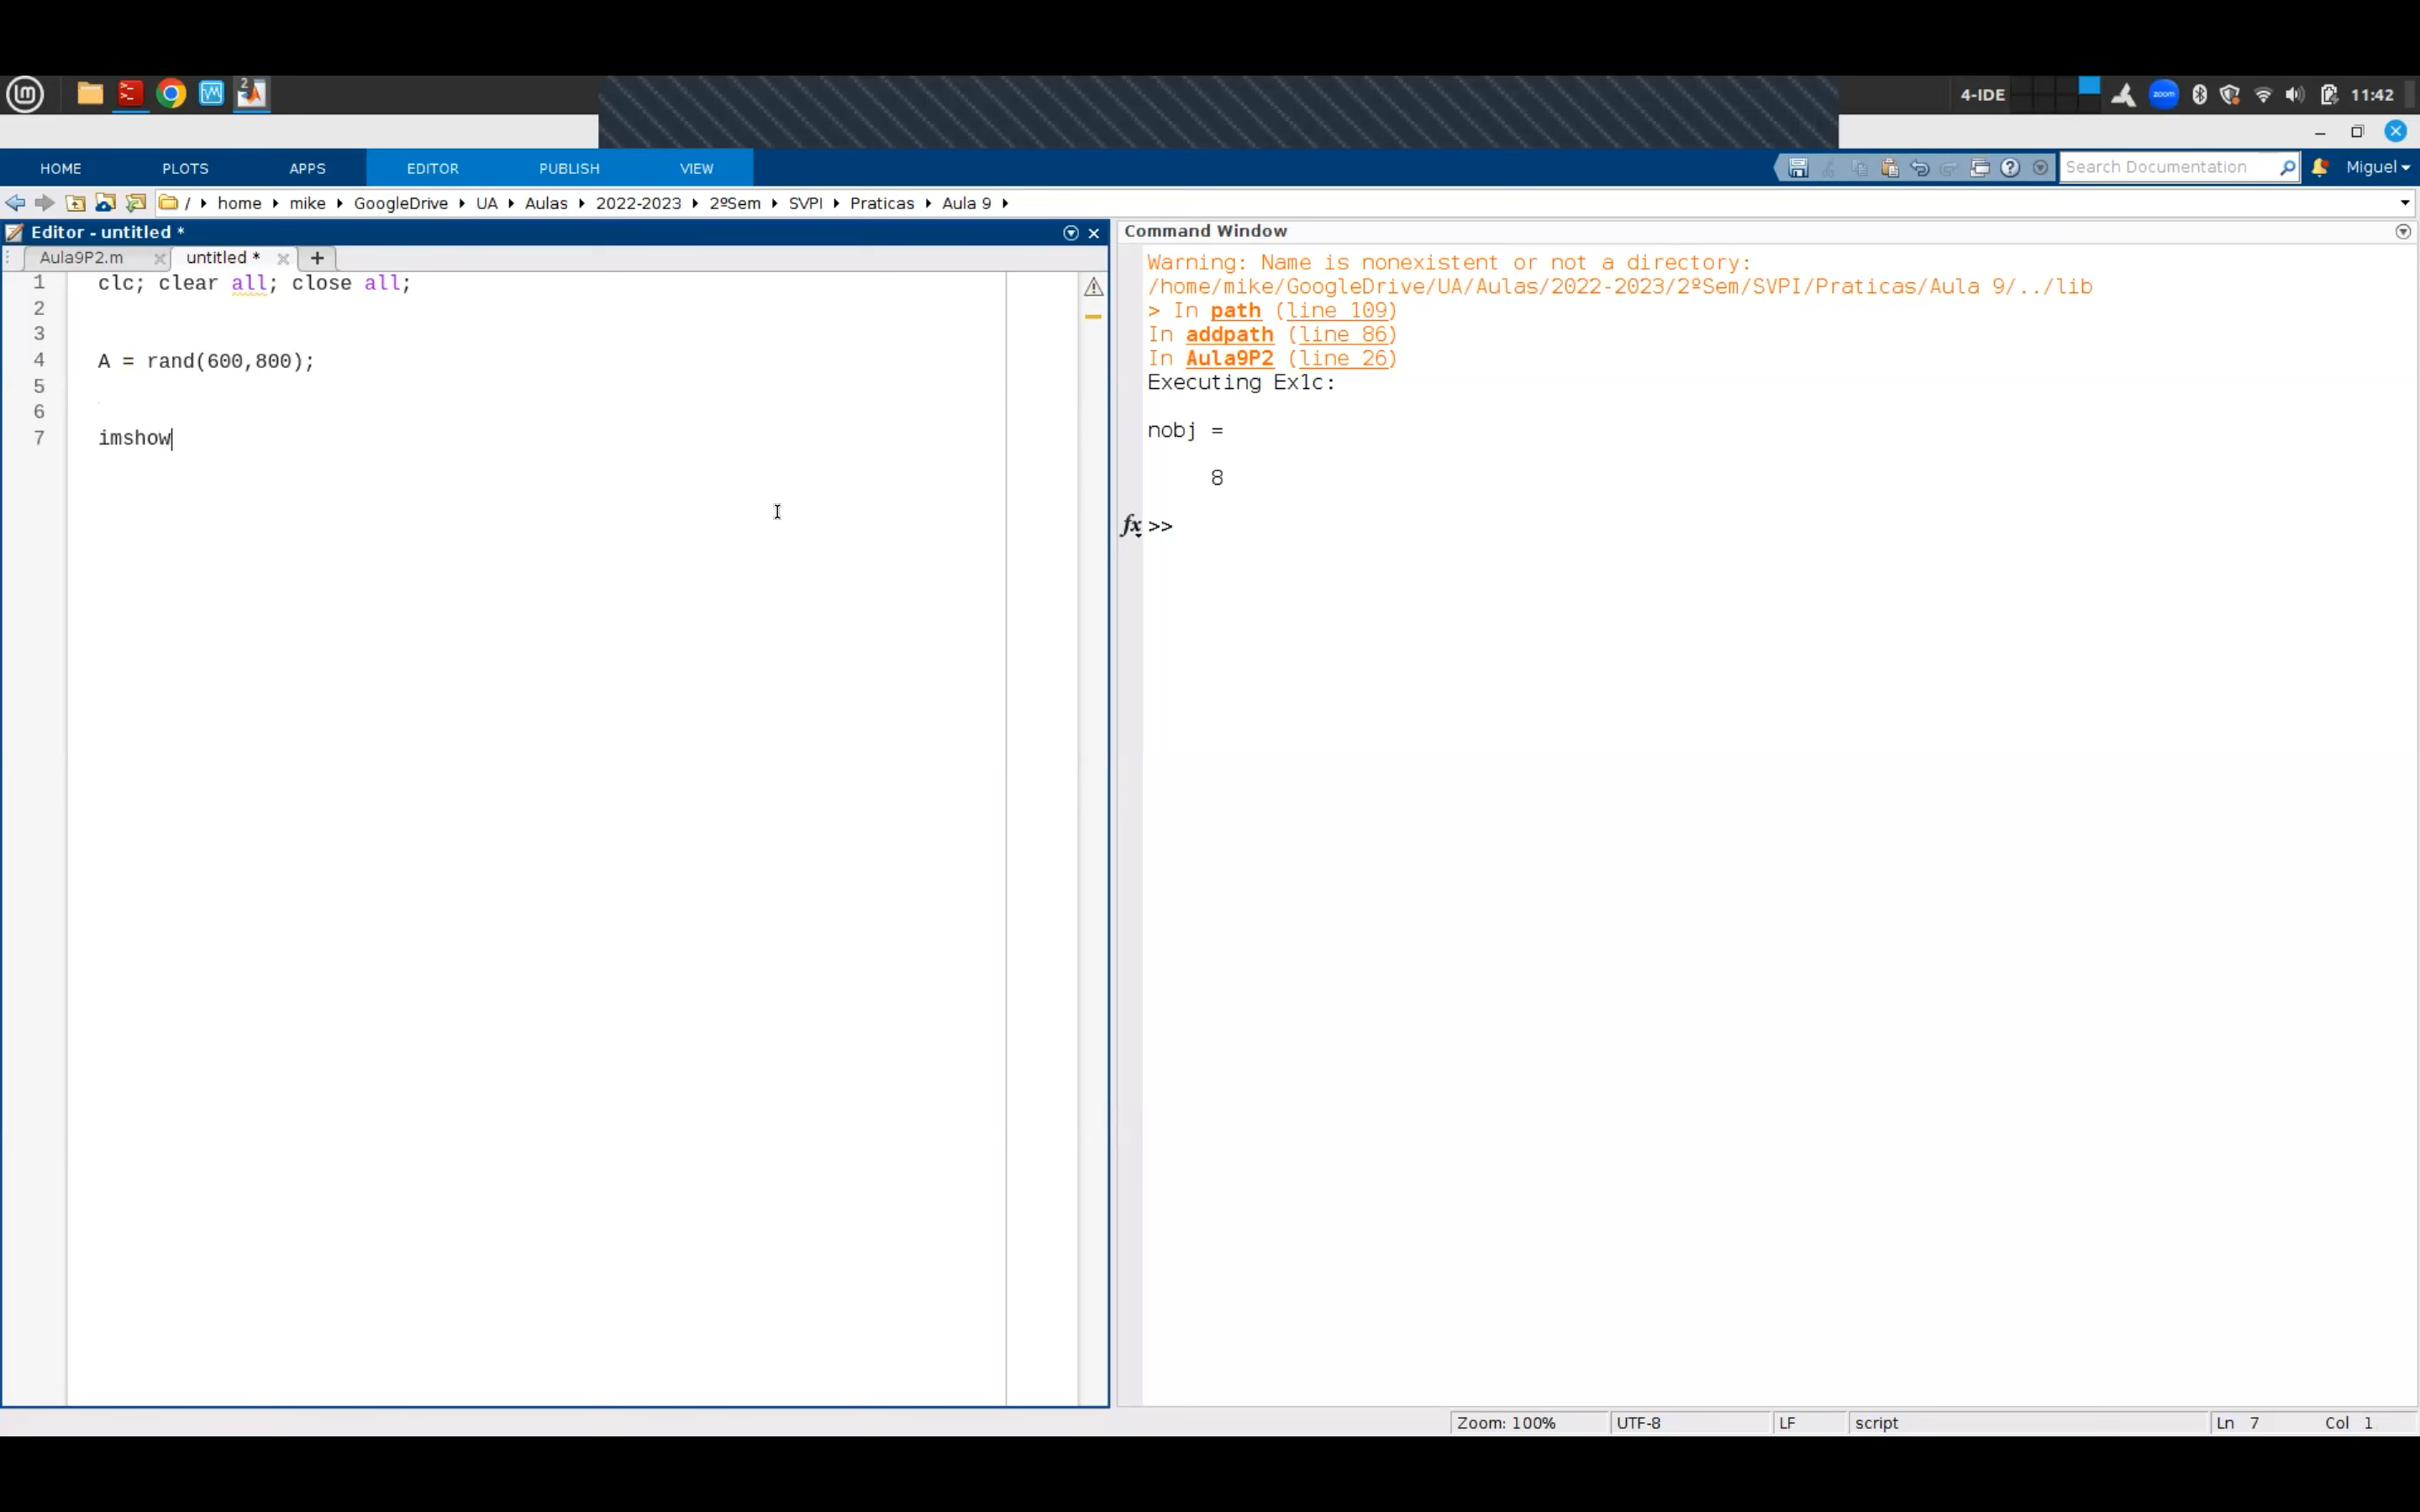 2
4-IDE
zoom
11:42
HOME PLOTS APPS EDITOR PUBLISH VIEW
Search Documentation
Miguel
/ home mike GoogleDrive UA Aulas 2022-2023 2ºSem SVPI Praticas Aula 9
Editor - untitled *
Aula9P2.m untitled * +
1 clc; clear all; close all;
2
3
4 A = rand(600,800);
5
6
7 imshow
Command Window
Warning: Name is nonexistent or not a directory:
/home/mike/GoogleDrive/UA/Aulas/2022-2023/2ºSem/SVPI/Praticas/Aula 9/../lib
> In path (line 109)
In addpath (line 86)
In Aula9P2 (line 26)
Executing Ex1c:
nobj =
8
fx >>
Zoom: 100% UTF-8 LF script Ln 7 Col 1